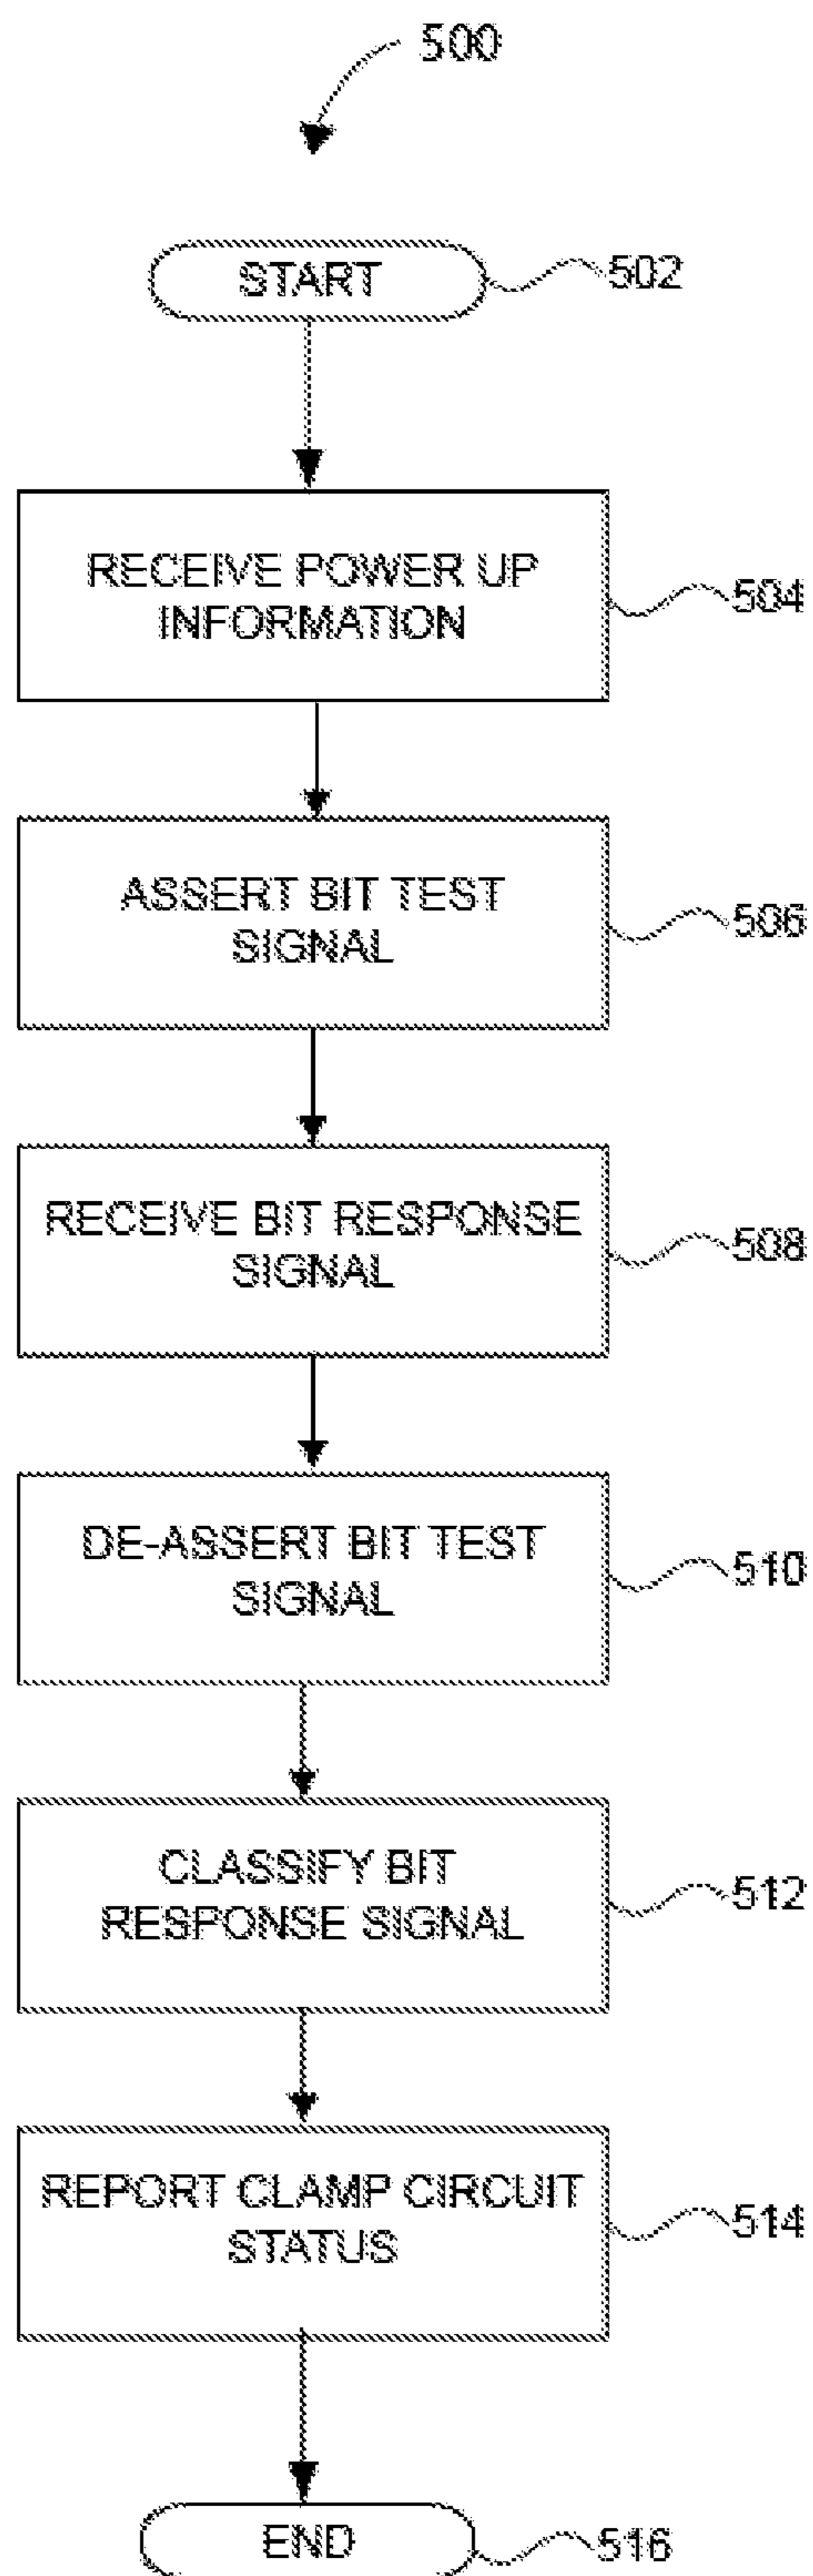 500
START
502
RECEIVE POWER UP
INFORMATION
504
ASSERT BIT TEST
SIGNAL
506
RECEIVE BIT RESPONSE
SIGNAL
508
DE-ASSERT BIT TEST
SIGNAL
510
CLASSIFY BIT
RESPONSE SIGNAL
512
REPORT CLAMP CIRCUIT
STATUS
514
END
516